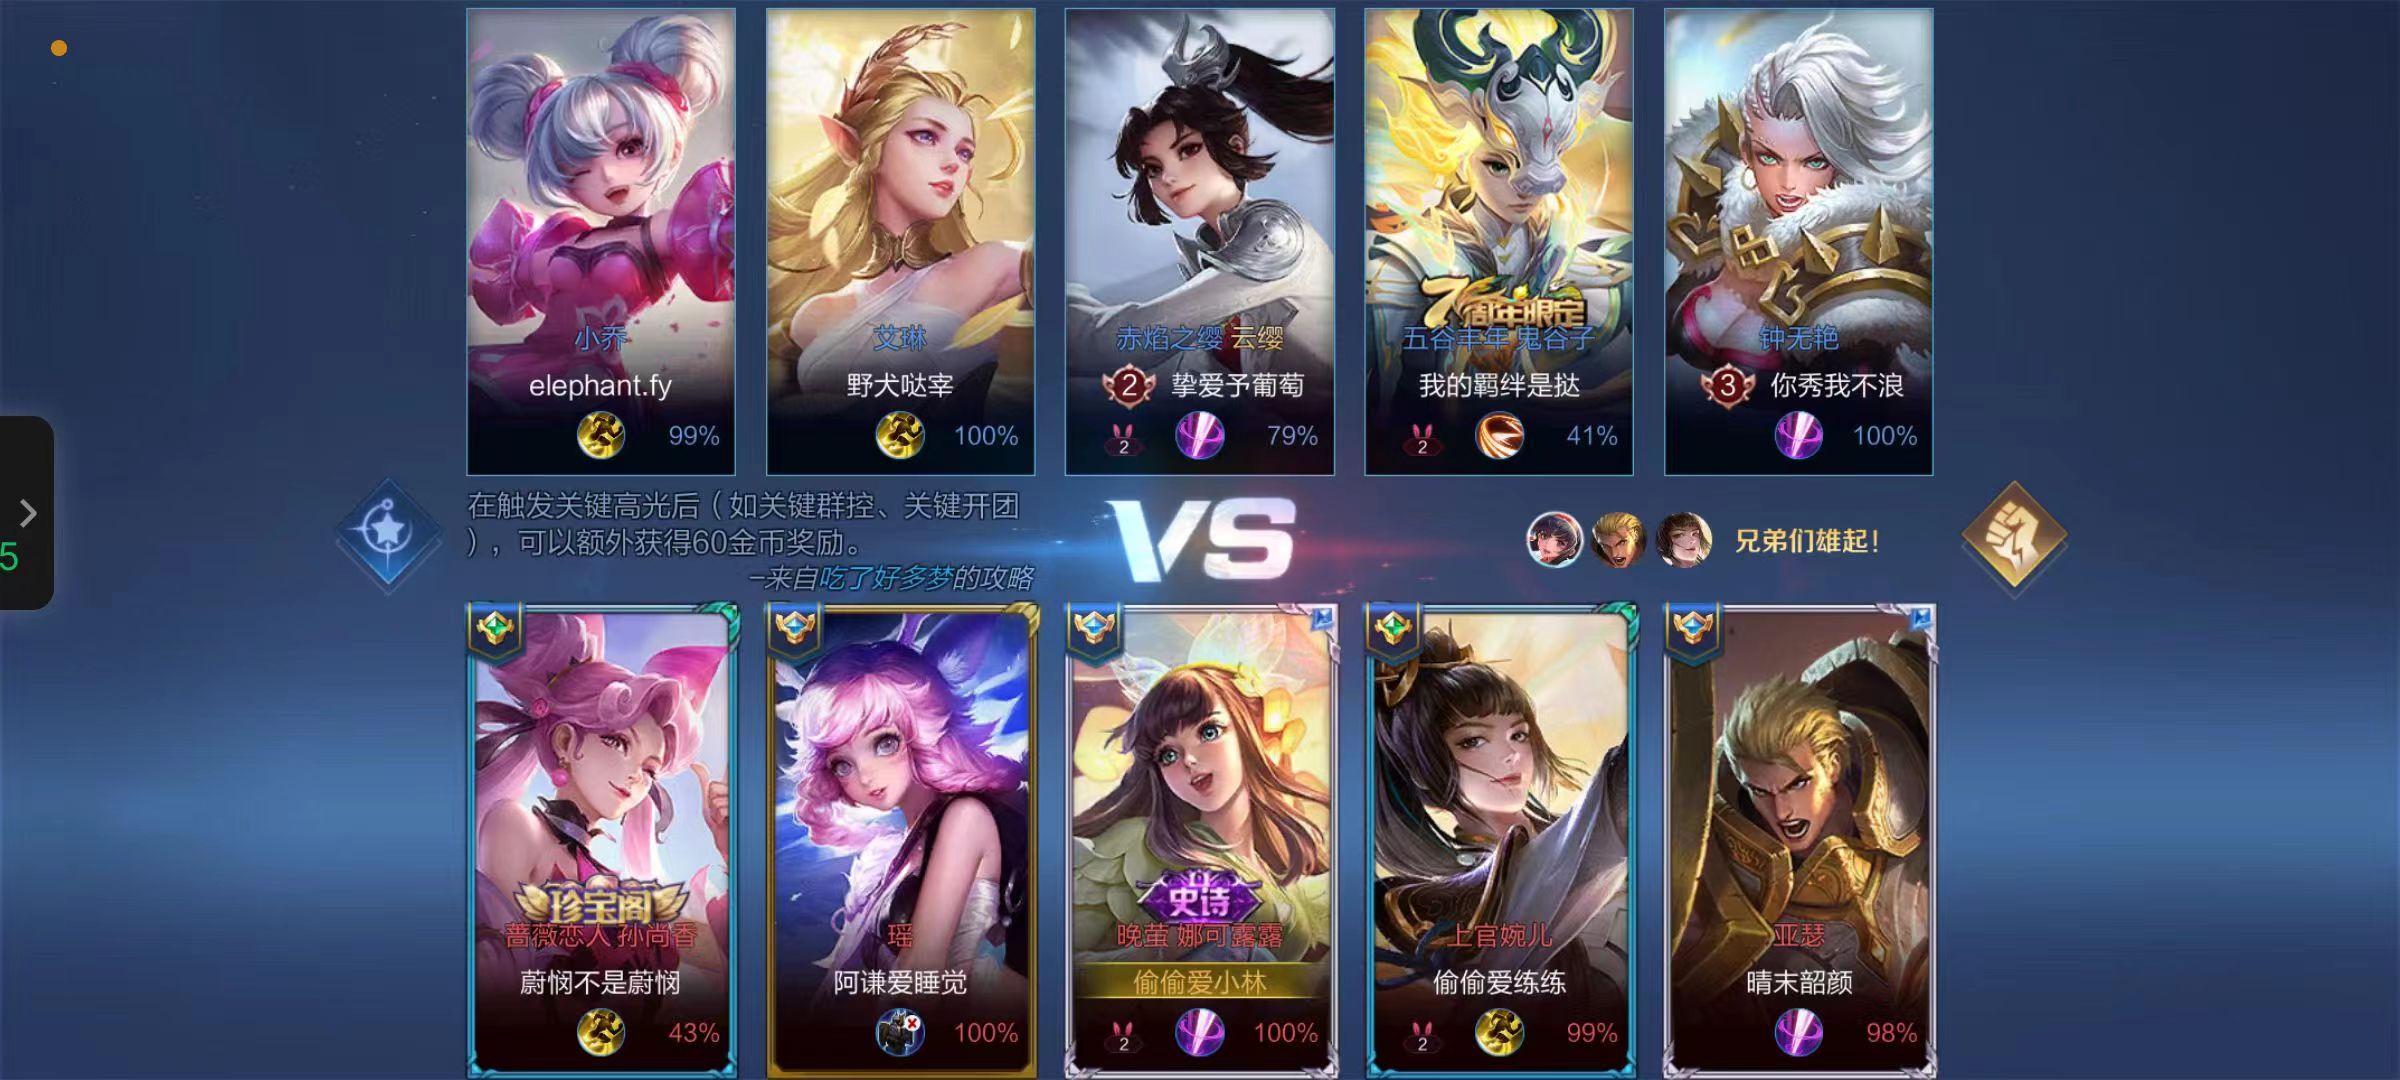 7周年限定
小乔
艾琳
赤焰之缨 云缨
五谷丰年 鬼谷子
钟无艳
elephant.fy
野犬哒宰
2 挚爱予葡萄
我的羁绊是挞
3 你秀我不浪
99%
100%
2 79%
2 41%
100%
在触发关键高光后（如关键群控、关键开团
），可以额外获得60金币奖励。
—来自吃了好多梦的攻略
VS
兄弟们雄起！
5
珍宝阁
史诗
蔷薇恋人 孙尚香
瑶
晚萤 娜可露露
上官婉儿
亚瑟
蔚悯不是蔚悯
阿谦爱睡觉
偷偷爱小林
偷偷爱练练
晴末韶颜
43%
100%
2 100%
2 99%
98%